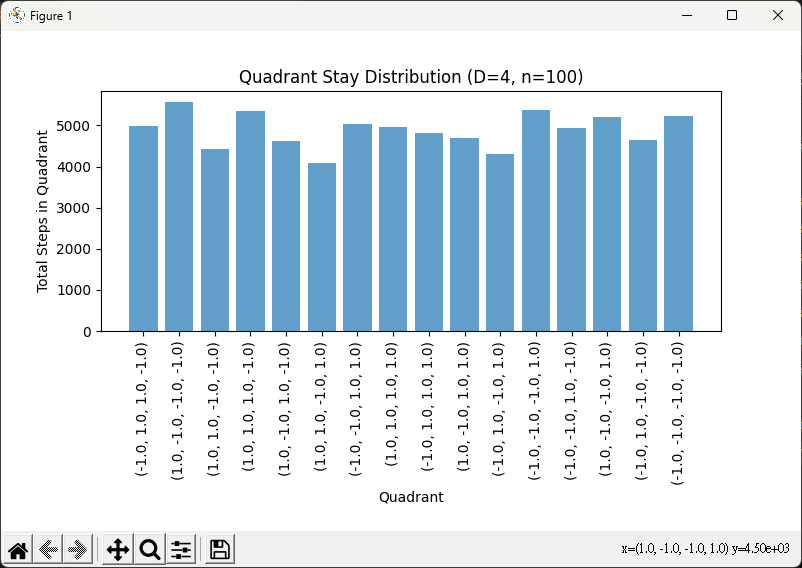 Figure 1
Quadrant Stay Distribution (D=4, n=100)
Total Steps in Quadrant
5000
4000
3000
2000
1000
0
(-1.0, 1.0, 1.0, -1.0)
(1.0, -1.0, -1.0, -1.0)
(1.0, 1.0, -1.0, -1.0)
(1.0, 1.0, 1.0, -1.0)
(1.0, -1.0, 1.0, -1.0)
(1.0, 1.0, -1.0, 1.0)
(-1.0, -1.0, 1.0, -1.0)
(1.0, 1.0, 1.0, 1.0)
(-1.0, 1.0, 1.0, 1.0)
(1.0, -1.0, 1.0, 1.0)
(-1.0, 1.0, -1.0, 1.0)
(-1.0, -1.0, -1.0, 1.0)
(-1.0, -1.0, 1.0, 1.0)
(1.0, -1.0, -1.0, 1.0)
(-1.0, 1.0, -1.0, -1.0)
(-1.0, -1.0, -1.0, -1.0)
Quadrant
x=(1.0, -1.0, -1.0, 1.0) y=4.50e+03